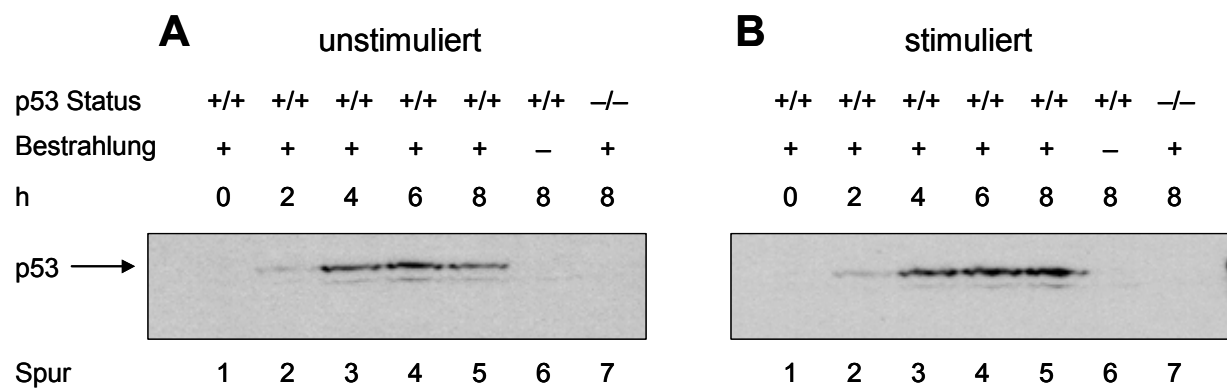 A unstimuliert B stimuliert
p53 Status +/+ +/+ +/+ +/+ +/+ +/+ –/– +/+ +/+ +/+ +/+ +/+ +/+ –/–
Bestrahlung + + + + + – + + + + + + – +
h 0 2 4 6 8 8 8 0 2 4 6 8 8 8
p53
Spur 1 2 3 4 5 6 7 1 2 3 4 5 6 7